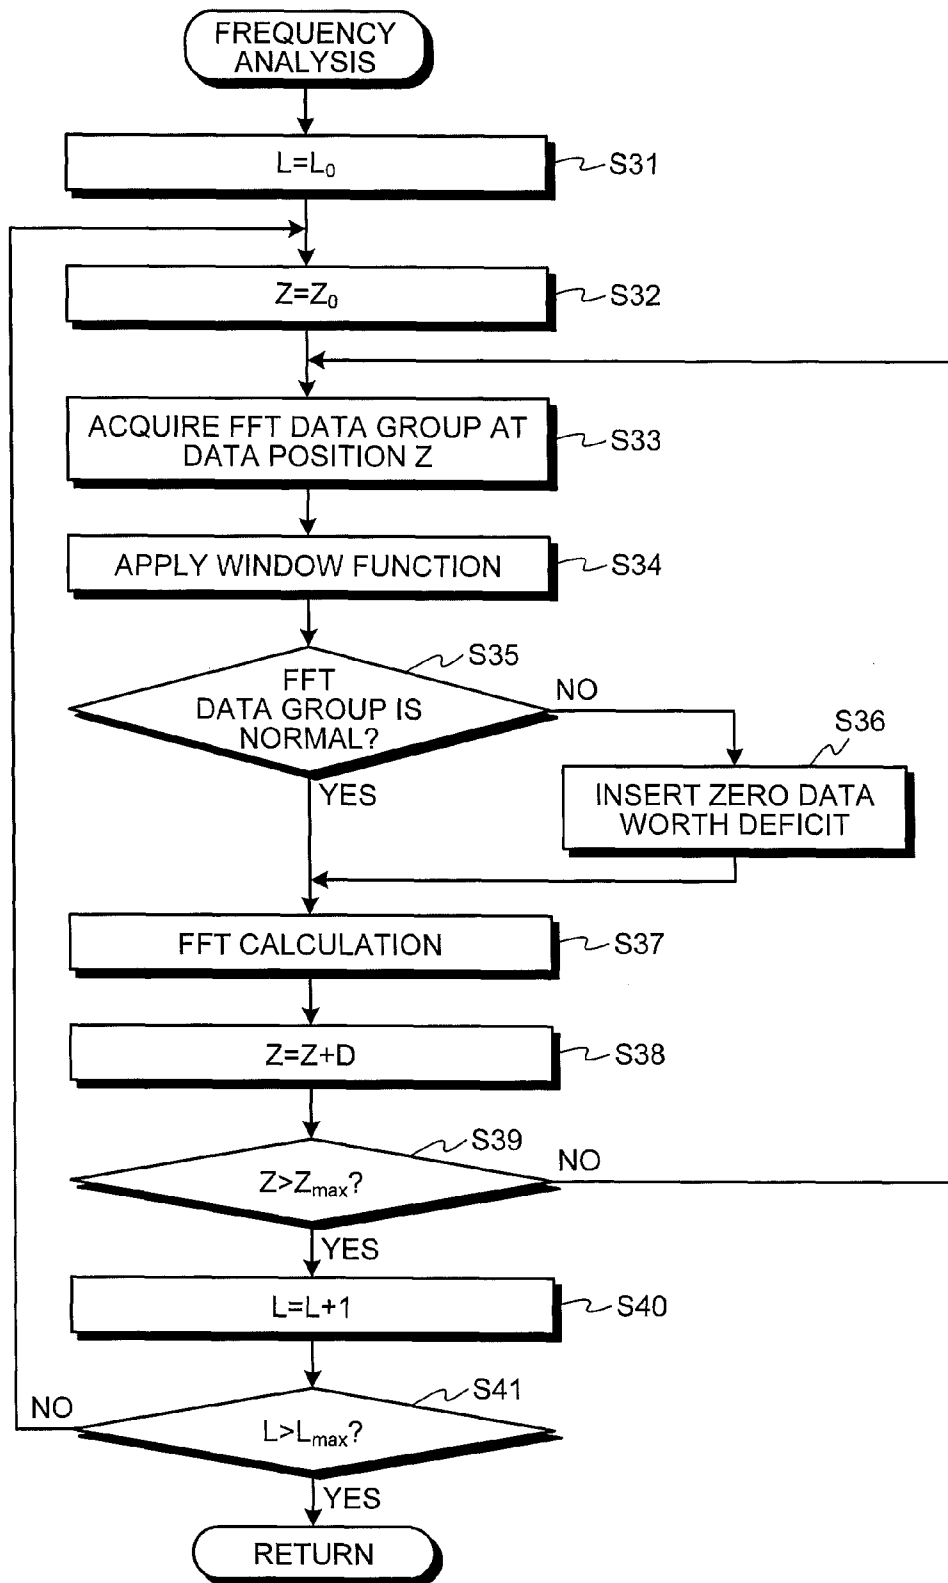 FREQUENCY
ANALYSIS
L=L₀
S31
Z=Z₀
S32
ACQUIRE FFT DATA GROUP AT
DATA POSITION Z
S33
APPLY WINDOW FUNCTION
S34
S35
FFT
DATA GROUP IS
NORMAL?
NO
YES
S36
INSERT ZERO DATA
WORTH DEFICIT
FFT CALCULATION
S37
Z=Z+D
S38
S39
Z>Zmax?
NO
YES
L=L+1
S40
S41
L>Lmax?
NO
YES
RETURN